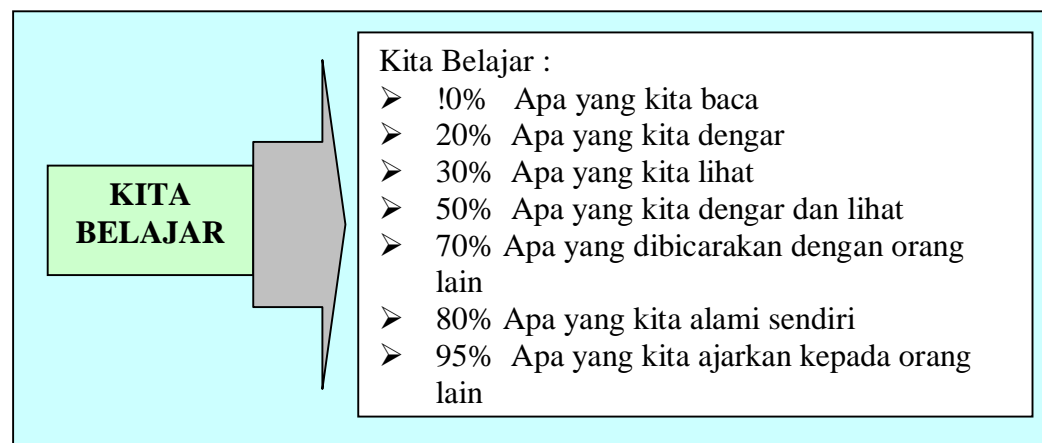 KITA
BELAJAR
Kita Belajar :
➢ !0% Apa yang kita baca
➢ 20% Apa yang kita dengar
➢ 30% Apa yang kita lihat
➢ 50% Apa yang kita dengar dan lihat
➢ 70% Apa yang dibicarakan dengan orang
lain
➢ 80% Apa yang kita alami sendiri
➢ 95% Apa yang kita ajarkan kepada orang
lain